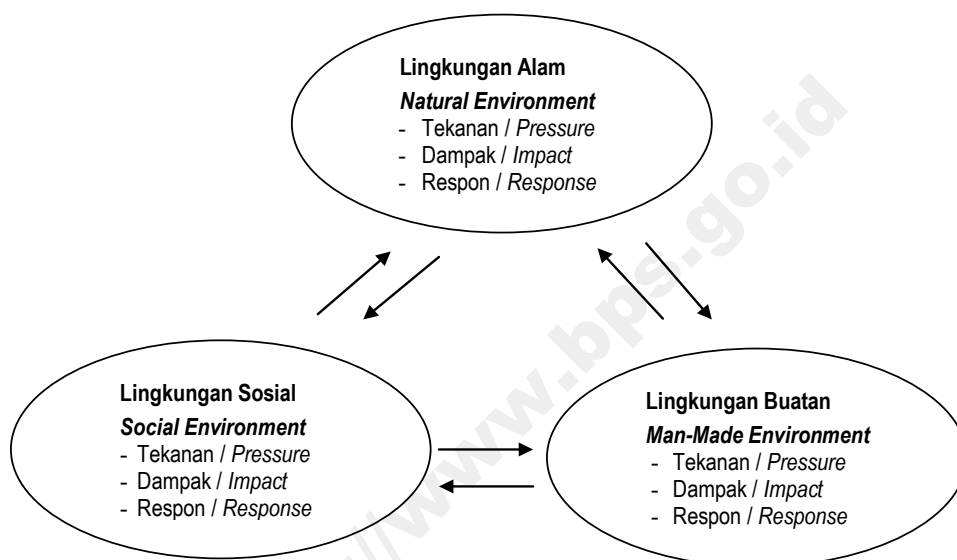 Lingkungan Alam
Natural Environment
- Tekanan / Pressure
- Dampak / Impact
- Respon / Response
Lingkungan Sosial
Social Environment
- Tekanan / Pressure
- Dampak / Impact
- Respon / Response
Lingkungan Buatan
Man-Made Environment
- Tekanan / Pressure
- Dampak / Impact
- Respon / Response
//www.bps.go.id